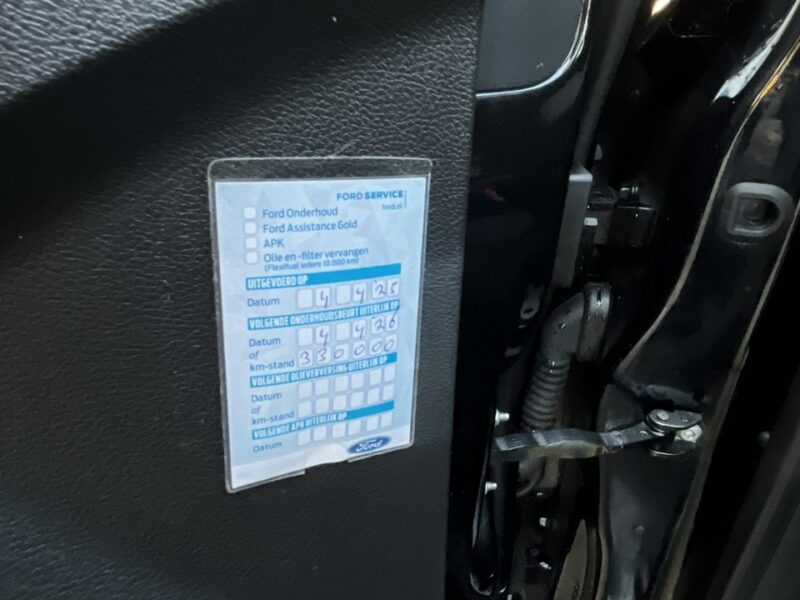 FORD SERVICE
ford.nl
Ford Onderhoud
Ford Assistance Gold
APK
Olie en -filter vervangen
(Flexifuel iedere 10.000 km)
UITGEVOERD OP
Datum 4 4 25
VOLGENDE ONDERHOUDSBEURT UITERLIJK OP
Datum 4 4 26
of
km-stand 330000
VOLGENDE OLIEVERVERSING UITERLIJK OP
Datum
of
km-stand
VOLGENDE APK UITERLIJK OP
Datum
Ford